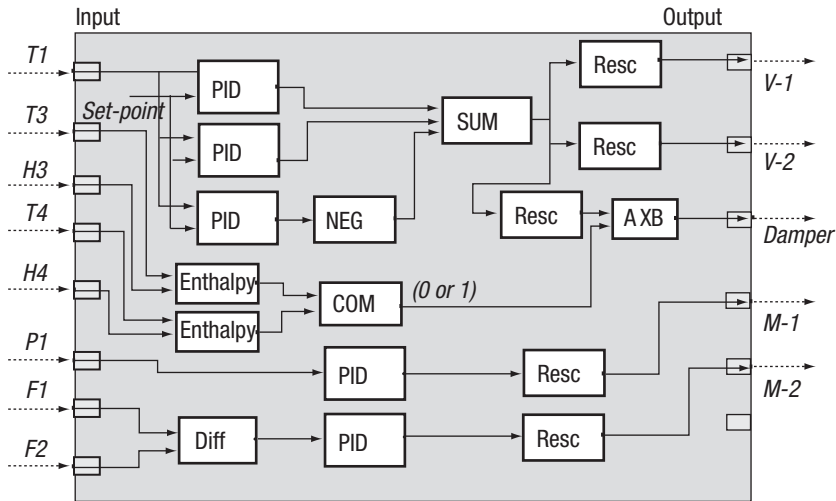 Input
Output
T1
T3
H3
T4
H4
P1
F1
F2
Set-point
PID
PID
PID
NEG
SUM
Resc
Resc
Resc
A XB
Enthalpy
Enthalpy
COM
(0 or 1)
PID
Resc
Diff
PID
Resc
V-1
V-2
Damper
M-1
M-2